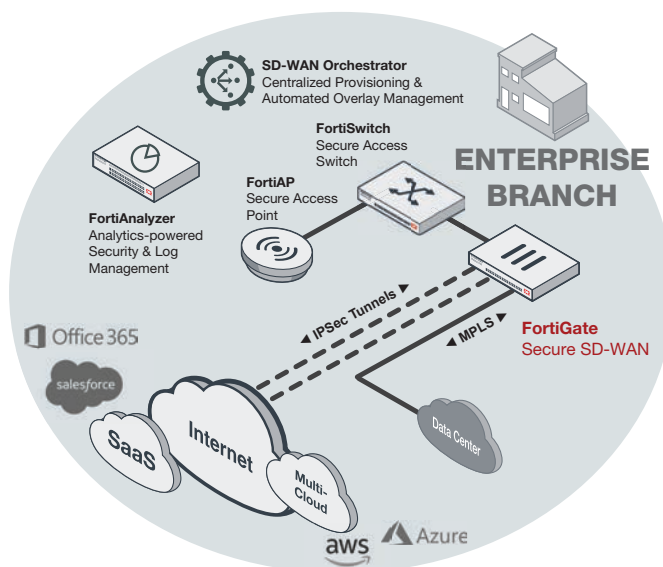 SD-WAN Orchestrator
Centralized Provisioning &
Automated Overlay Management
FortiSwitch
Secure Access
Switch
ENTERPRISE
BRANCH
FortiAP
Secure Access
Point
FortiAnalyzer
Analytics-powered
Security & Log
Management
◄ IPSec Tunnels ►
◄ MPLS ►
FortiGate
Secure SD-WAN
Office 365
salesforce
SaaS
Internet
Multi-
Cloud
Data Center
aws
Azure